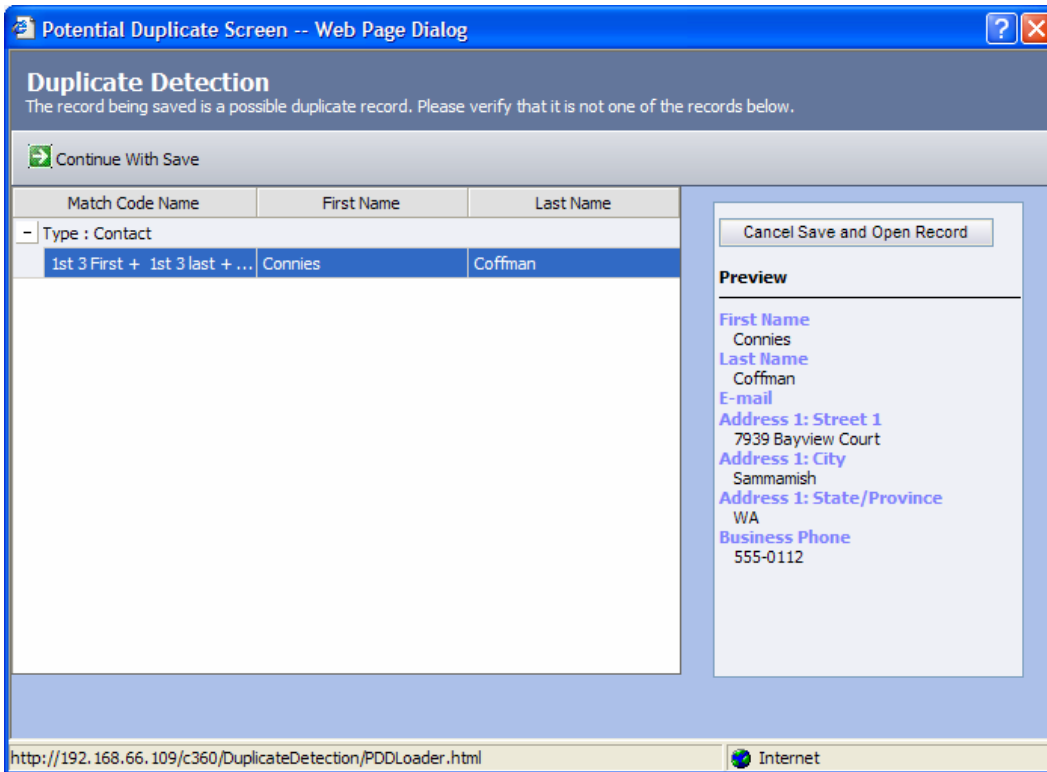 Potential Duplicate Screen -- Web Page Dialog
Duplicate Detection
The record being saved is a possible duplicate record. Please verify that it is not one of the records below.
Continue With Save
Match Code Name First Name Last Name
Type : Contact
1st 3 First + 1st 3 last + ... Connies Coffman
Cancel Save and Open Record
Preview
First Name
Connies
Last Name
Coffman
E-mail
Address 1: Street 1
7939 Bayview Court
Address 1: City
Sammamish
Address 1: State/Province
WA
Business Phone
555-0112
http://192.168.66.109/c360/DuplicateDetection/PDDLoader.html Internet